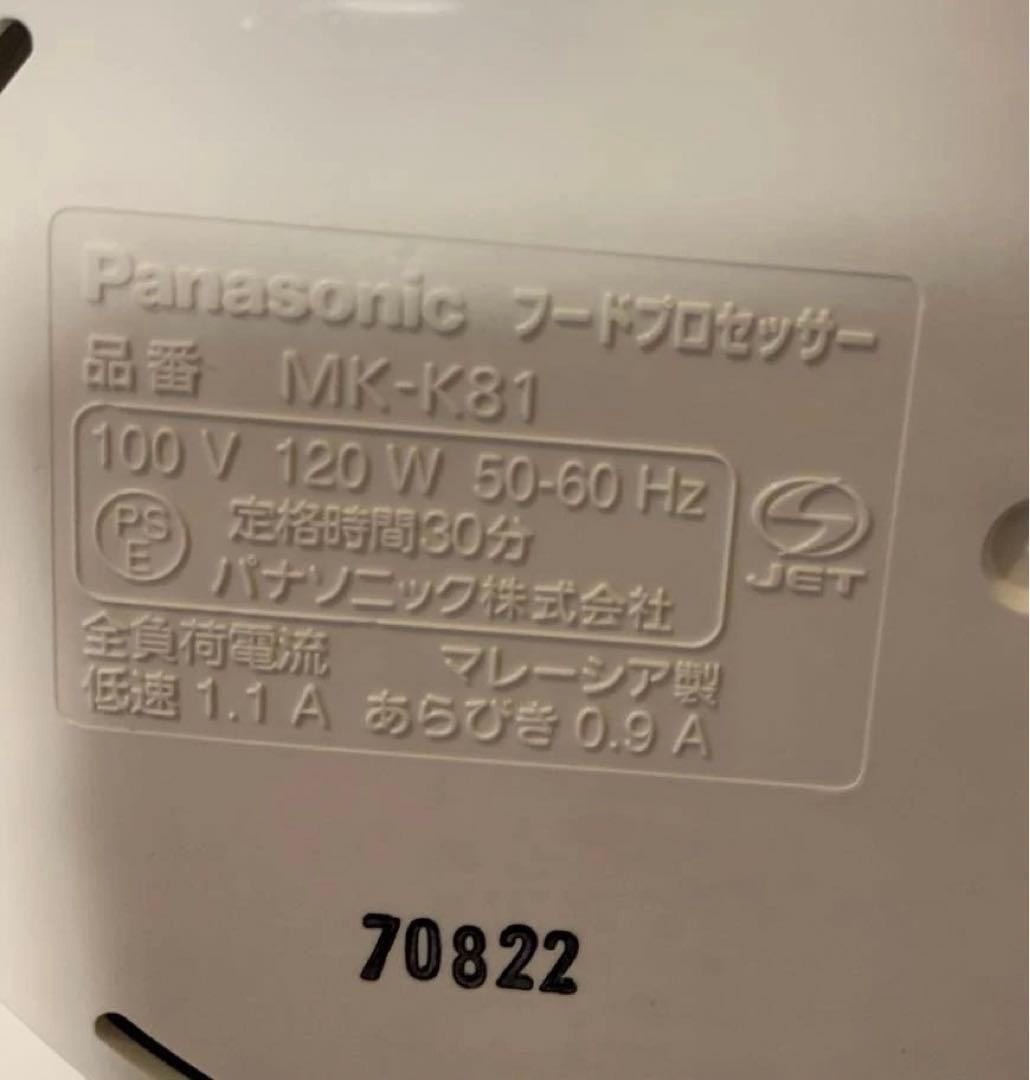 Panasonic フードプロセッサー
品番 MK-K81
100 V 120 W 50-60 Hz
PS E 定格時間30分
パナソニック株式会社
JET
全負荷電流 マレーシア製
低速 1.1 A あらびき 0.9 A
70822